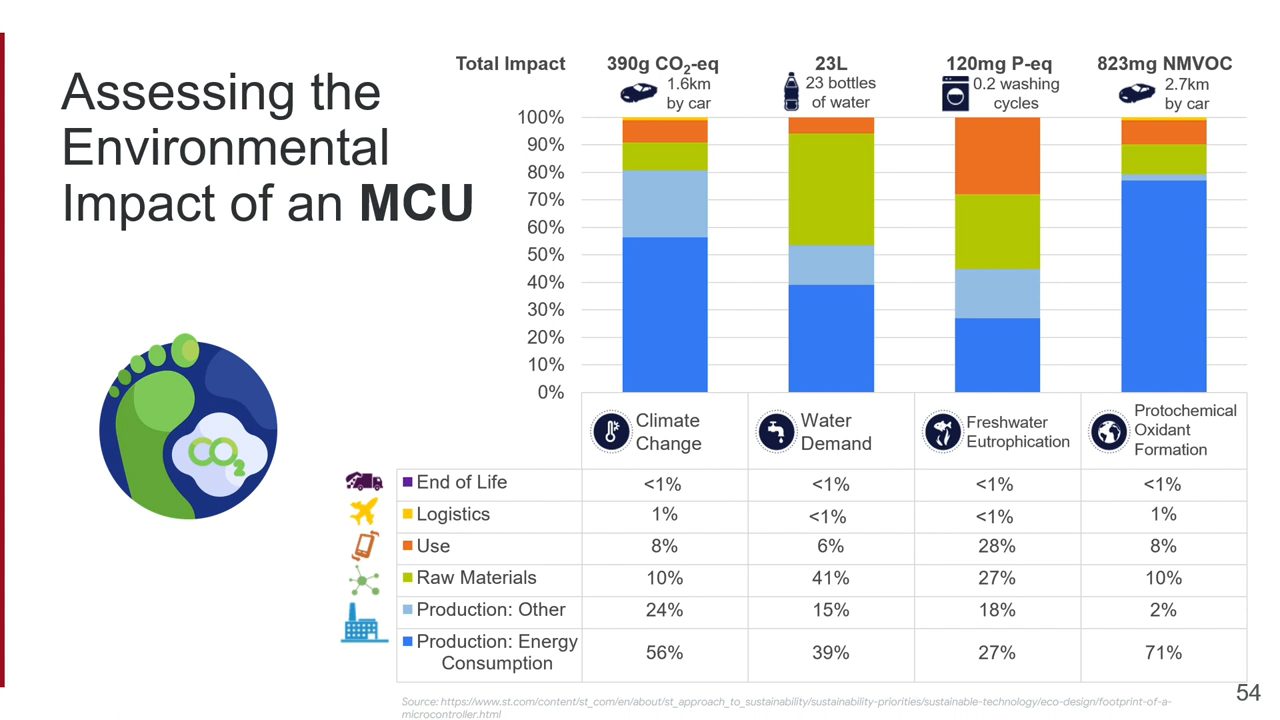 Assessing the
Environmental
Impact of an MCU
Total Impact
390g CO2-eq
1.6km
by car
23L
23 bottles
of water
120mg P-eq
0.2 washing
cycles
823mg NMVOC
2.7km
by car
100%
90%
80%
70%
60%
50%
40%
30%
20%
10%
0%
CO2
Climate
Change
Water
Demand
Freshwater
Eutrophication
Protochemical
Oxidant
Formation
End of Life <1% <1% <1% <1%
Logistics 1% <1% <1% 1%
Use 8% 6% 28% 8%
Raw Materials 10% 41% 27% 10%
Production: Other 24% 15% 18% 2%
Production: Energy
Consumption 56% 39% 27% 71%
Source: https://www.st.com/content/st_com/en/about/st_approach_to_sustainability/sustainability-priorities/sustainable-technology/eco-design/footprint-of-a-
microcontroller.html
54